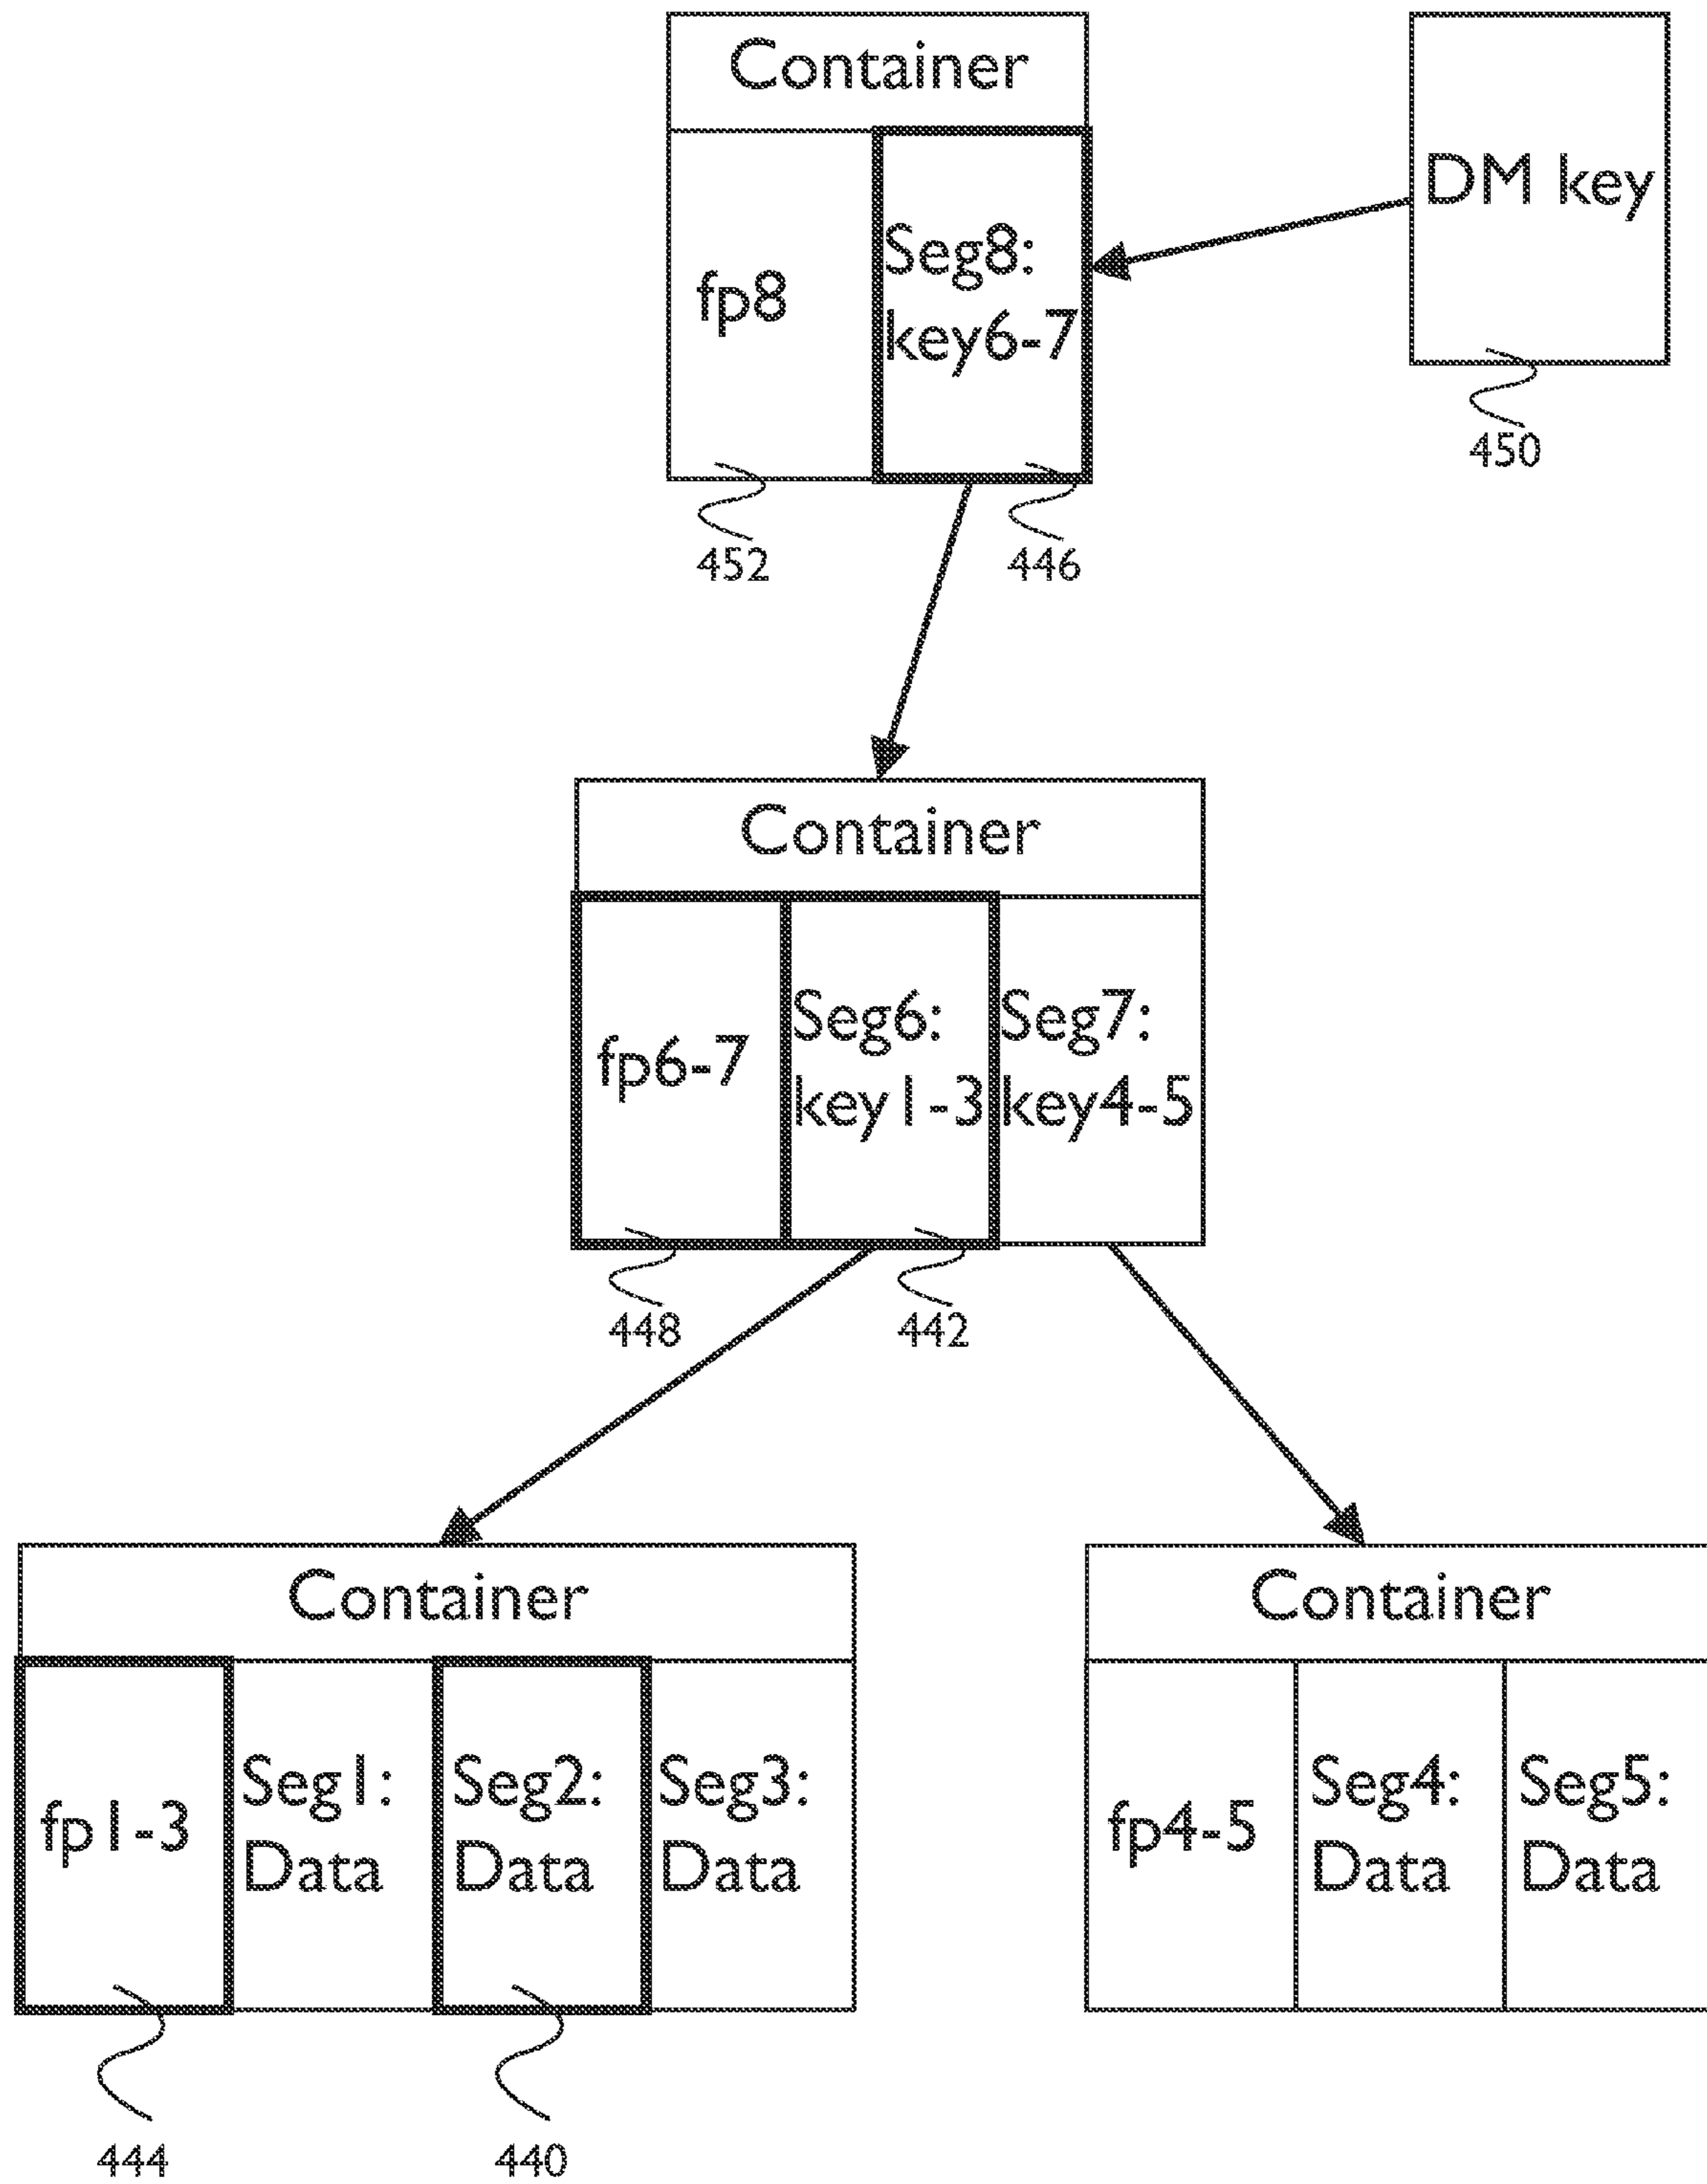 Container
DM key
fp8
Seg8:
key6-7
450
452
446
Container
fp6-7
Seg6:
key1-3
Seg7:
key4-5
448
442
Container
fp1-3
Seg1:
Data
Seg2:
Data
Seg3:
Data
Container
fp4-5
Seg4:
Data
Seg5:
Data
444
440